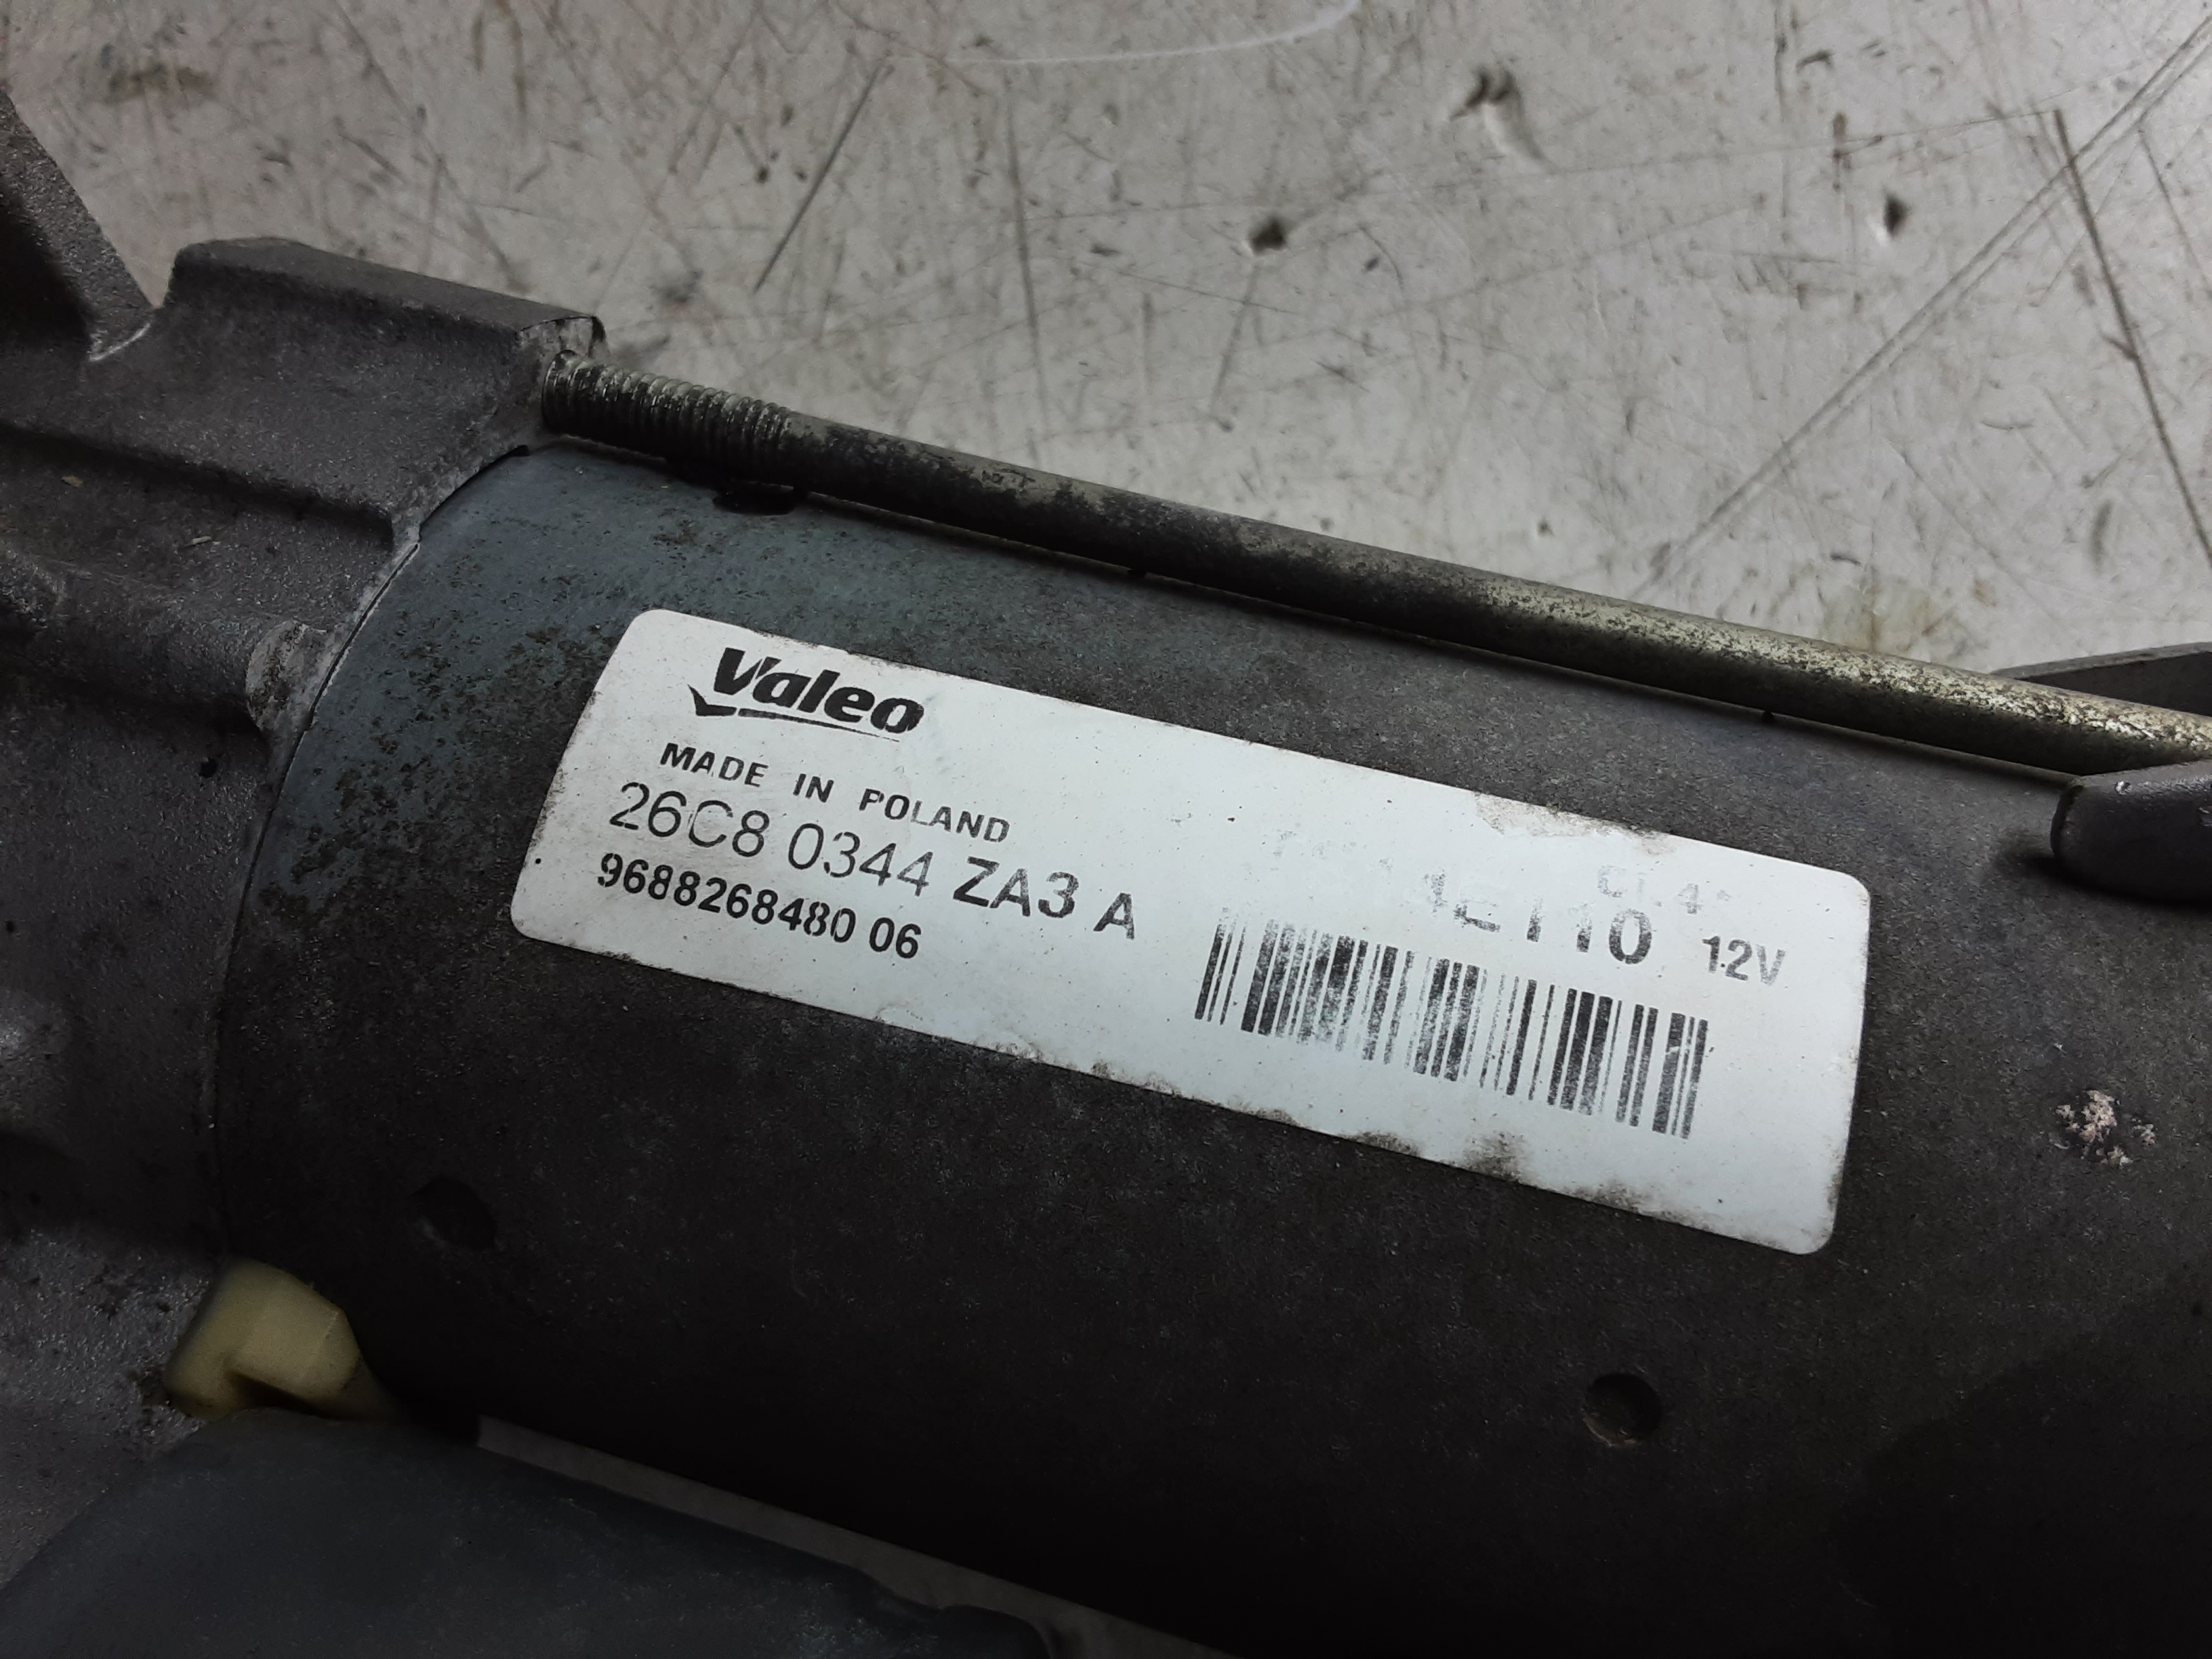 Valeo
MADE IN POLAND
26C8 0344 ZA3 A
9688268480 06
12V